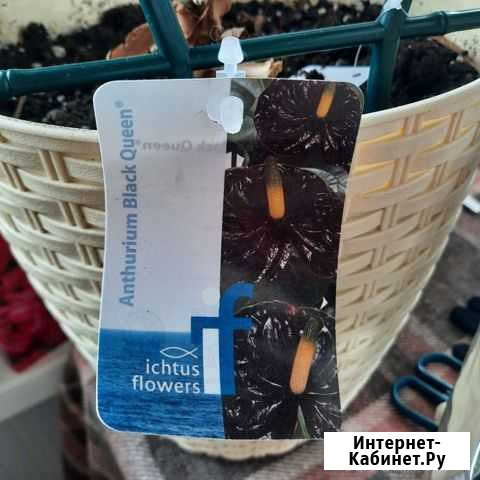 Anthurium Black Queen®
ichtus
flowers
Интернет-
Кабинет.Ру